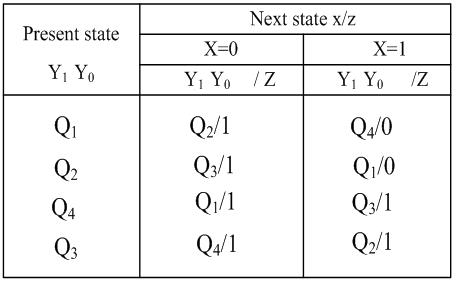 Present state
Y₁ Y₀
Next state x/z
X=0 X=1
Y₁ Y₀ / Z Y₁ Y₀ /Z
Q₁ Q₂/1 Q₄/0
Q₂ Q₃/1 Q₁/0
Q₄ Q₁/1 Q₃/1
Q₃ Q₄/1 Q₂/1